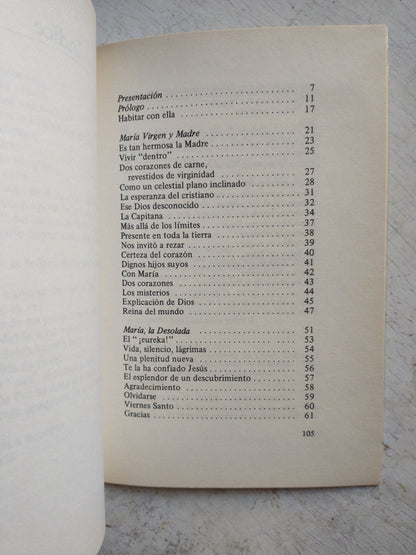 Índice
Presentación . . . . . . . . . . . . . . . . . . . . . . . . . . 7
Prólogo . . . . . . . . . . . . . . . . . . . . . . . . . . 11
Habitar con ella . . . . . . . . . . . . . . . . . . . . . . 17
María Virgen y Madre . . . . . . . . . . . . . . . . . . 21
Es tan hermosa la Madre . . . . . . . . . . . . . . . . 23
Vivir "dentro" . . . . . . . . . . . . . . . . . . . . . . 25
Dos corazones de carne,
revestidos de virginidad . . . . . . . . . . . . . . . 27
Como un celestial plano inclinado . . . . . . . . . . 28
La esperanza del cristiano . . . . . . . . . . . . . . . 31
Ese Dios desconocido . . . . . . . . . . . . . . . . . . 32
La Capitana . . . . . . . . . . . . . . . . . . . . . . . 34
Más allá de los límites . . . . . . . . . . . . . . . . . 37
Presente en toda la tierra . . . . . . . . . . . . . . . 38
Nos invitó a rezar . . . . . . . . . . . . . . . . . . . . 39
Certeza del corazón . . . . . . . . . . . . . . . . . . . 40
Dignos hijos suyos . . . . . . . . . . . . . . . . . . . 41
Con María . . . . . . . . . . . . . . . . . . . . . . . . 42
Dos corazones . . . . . . . . . . . . . . . . . . . . . . 43
Los misterios . . . . . . . . . . . . . . . . . . . . . . 44
Explicación de Dios . . . . . . . . . . . . . . . . . . . 45
Reina del mundo . . . . . . . . . . . . . . . . . . . . 47
María, la Desolada . . . . . . . . . . . . . . . . . . . 51
El "¡eureka!" . . . . . . . . . . . . . . . . . . . . . . 53
Vida, silencio, lágrimas . . . . . . . . . . . . . . . . 54
Una plenitud nueva . . . . . . . . . . . . . . . . . . . 55
Te la ha confiado Jesús . . . . . . . . . . . . . . . . 56
El esplendor de un descubrimiento . . . . . . . . . . 57
Agradecimiento . . . . . . . . . . . . . . . . . . . . . 58
Olvidarse . . . . . . . . . . . . . . . . . . . . . . . . 59
Viernes Santo . . . . . . . . . . . . . . . . . . . . . . 60
Gracias . . . . . . . . . . . . . . . . . . . . . . . . . 61
105